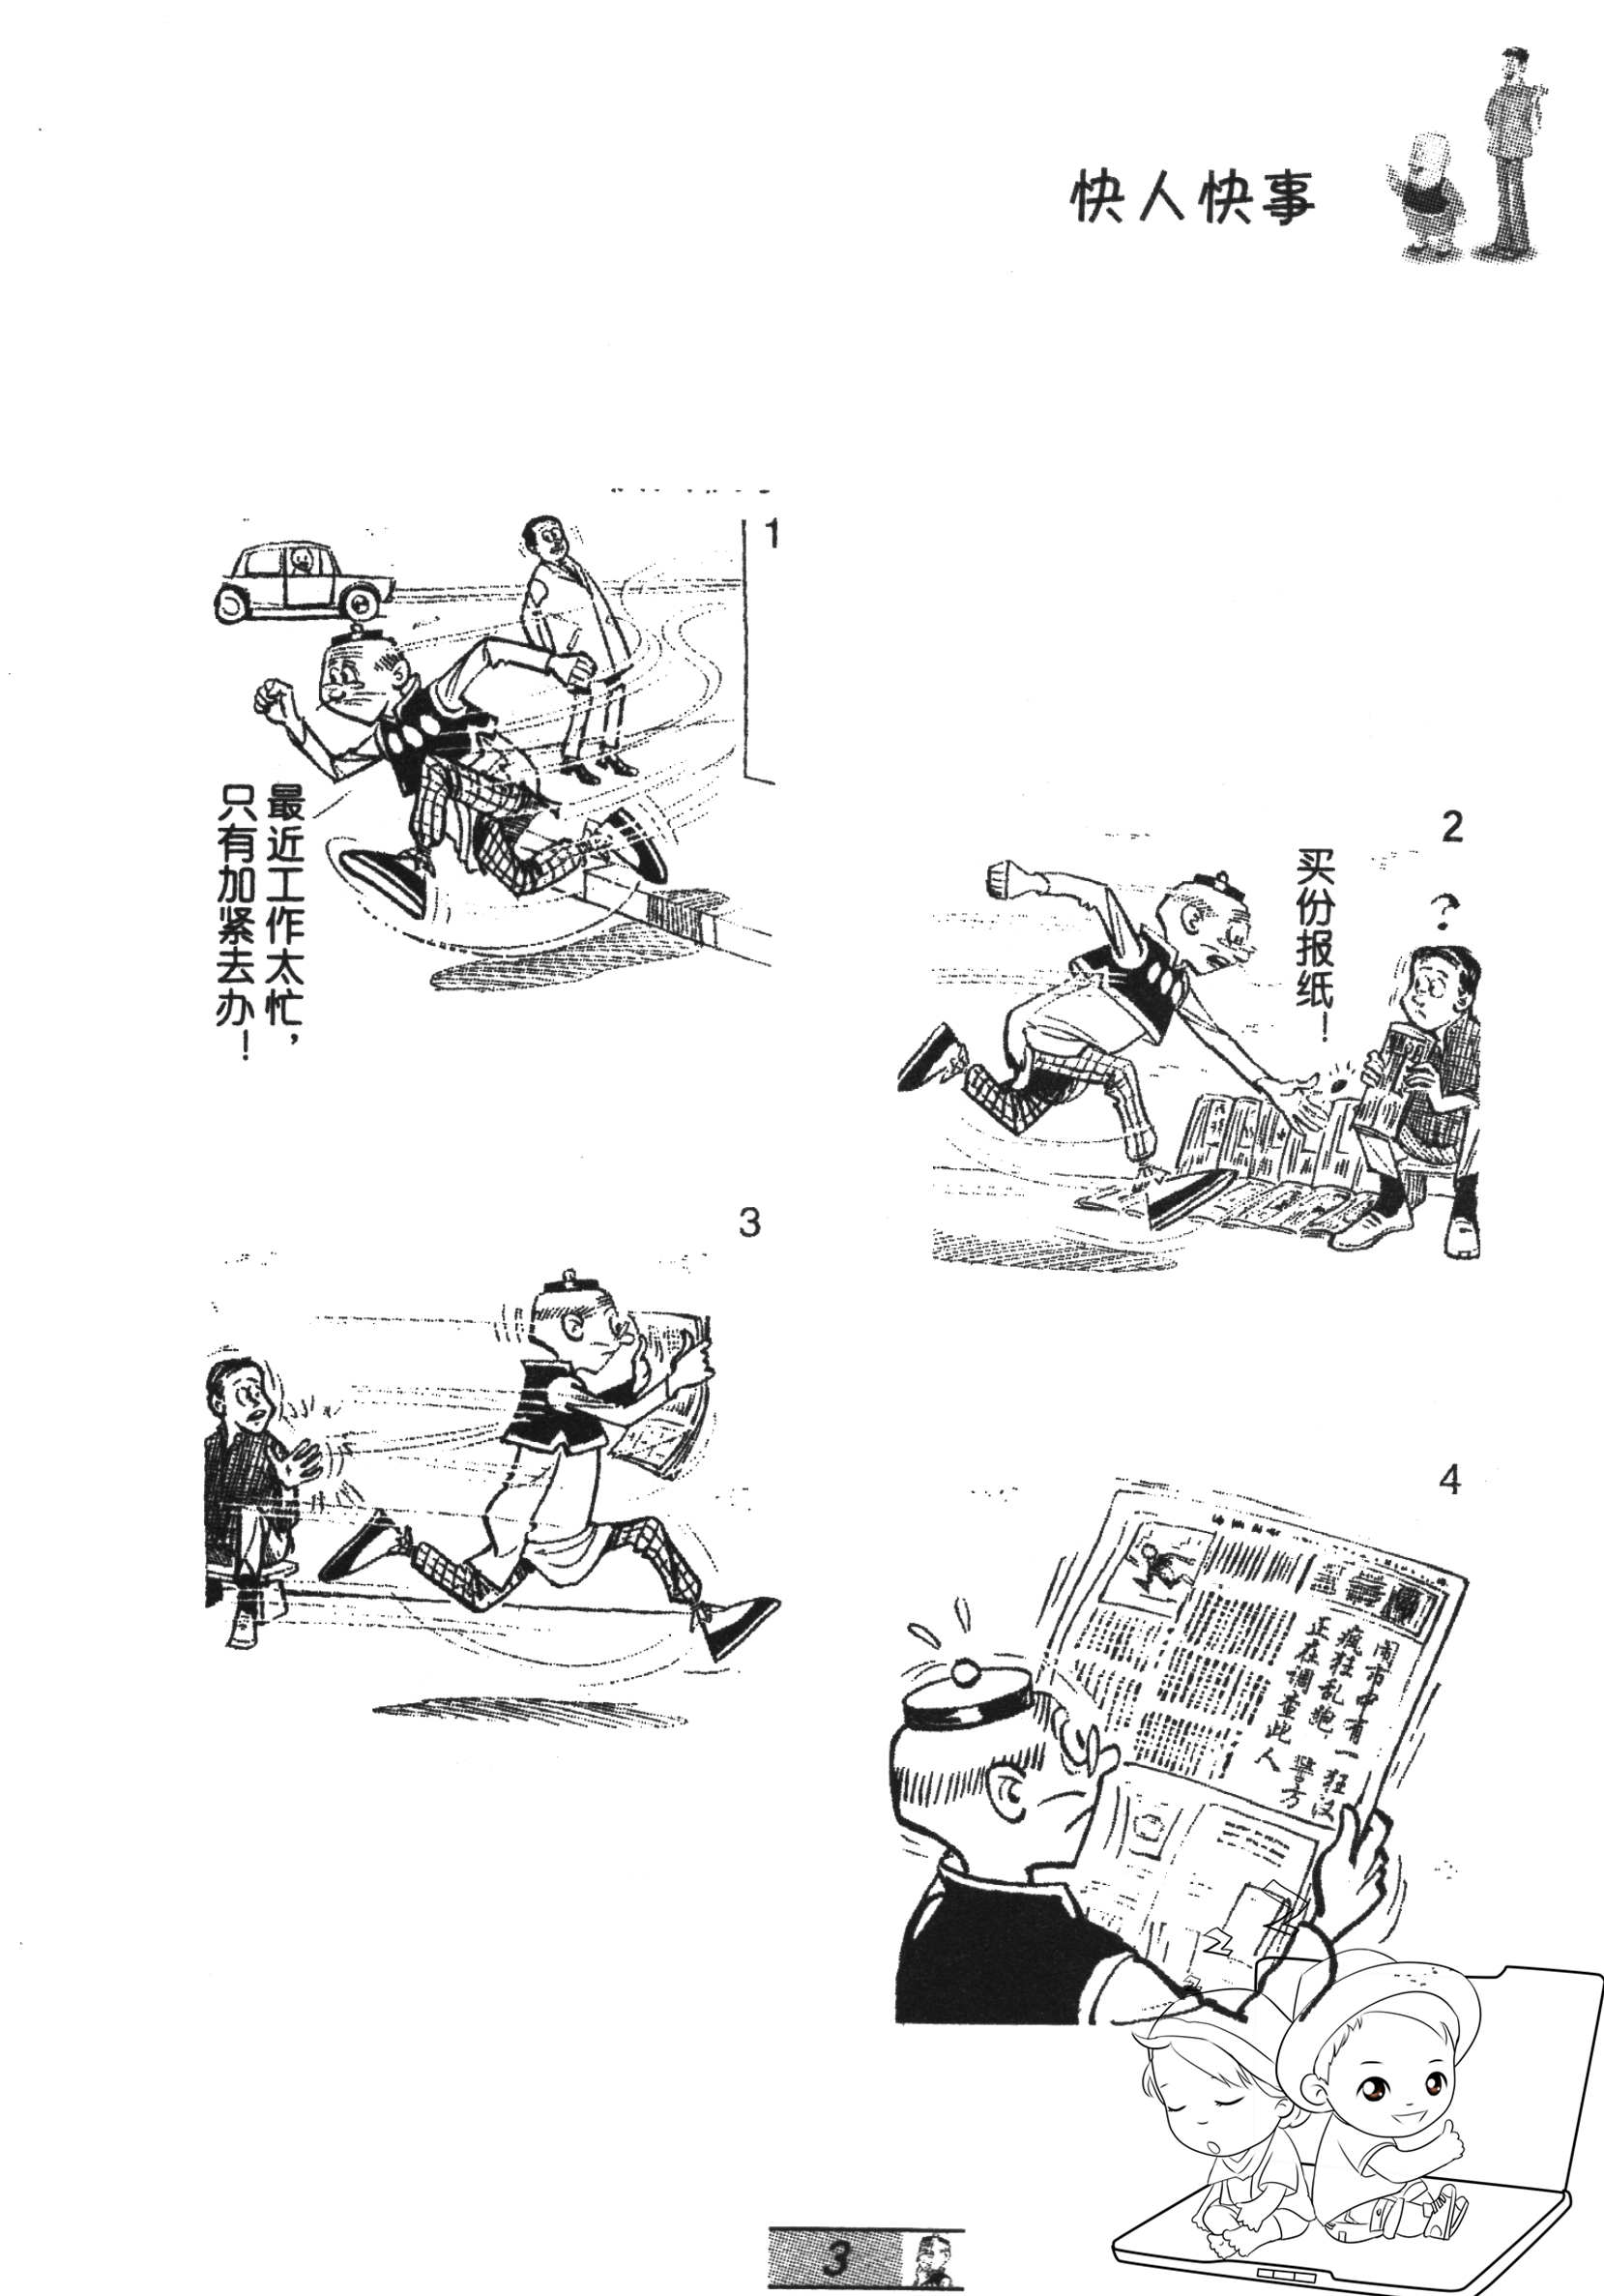 快人快事
1
最近工作太忙，
只有加紧去办！
2
买份报纸！
?
3
4
闹市中有一狂汉
疯狂乱跑 警方
正在调查此人
3